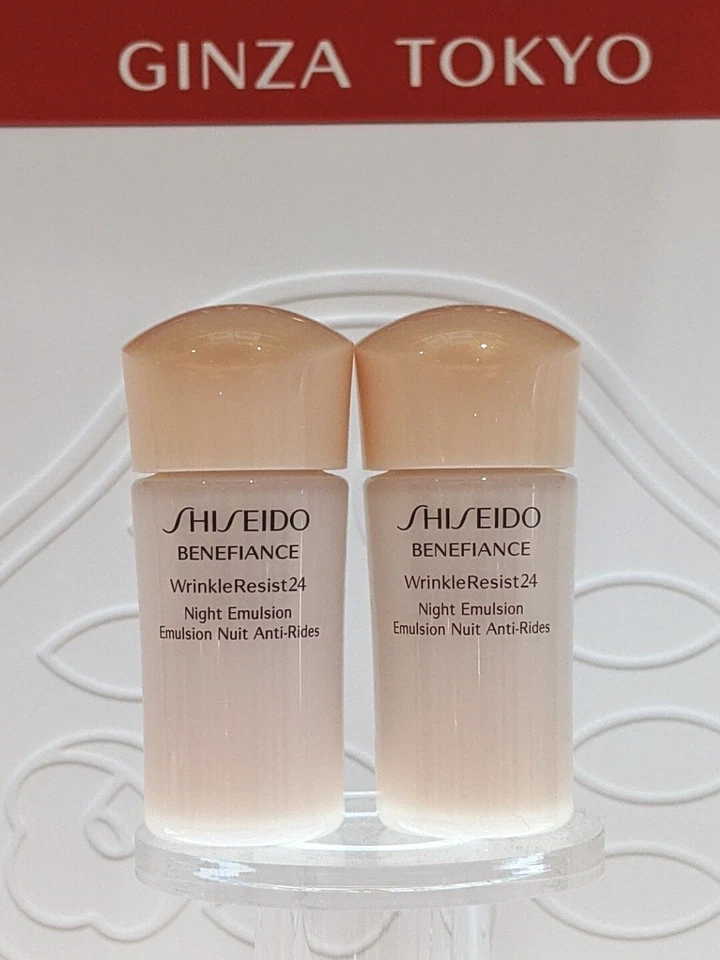 GINZA TOKYO
SHISEIDO
BENEFIANCE
WrinkleResist24
Night Emulsion
Emulsion Nuit Anti-Rides
SHISEIDO
BENEFIANCE
WrinkleResist24
Night Emulsion
Emulsion Nuit Anti-Rides